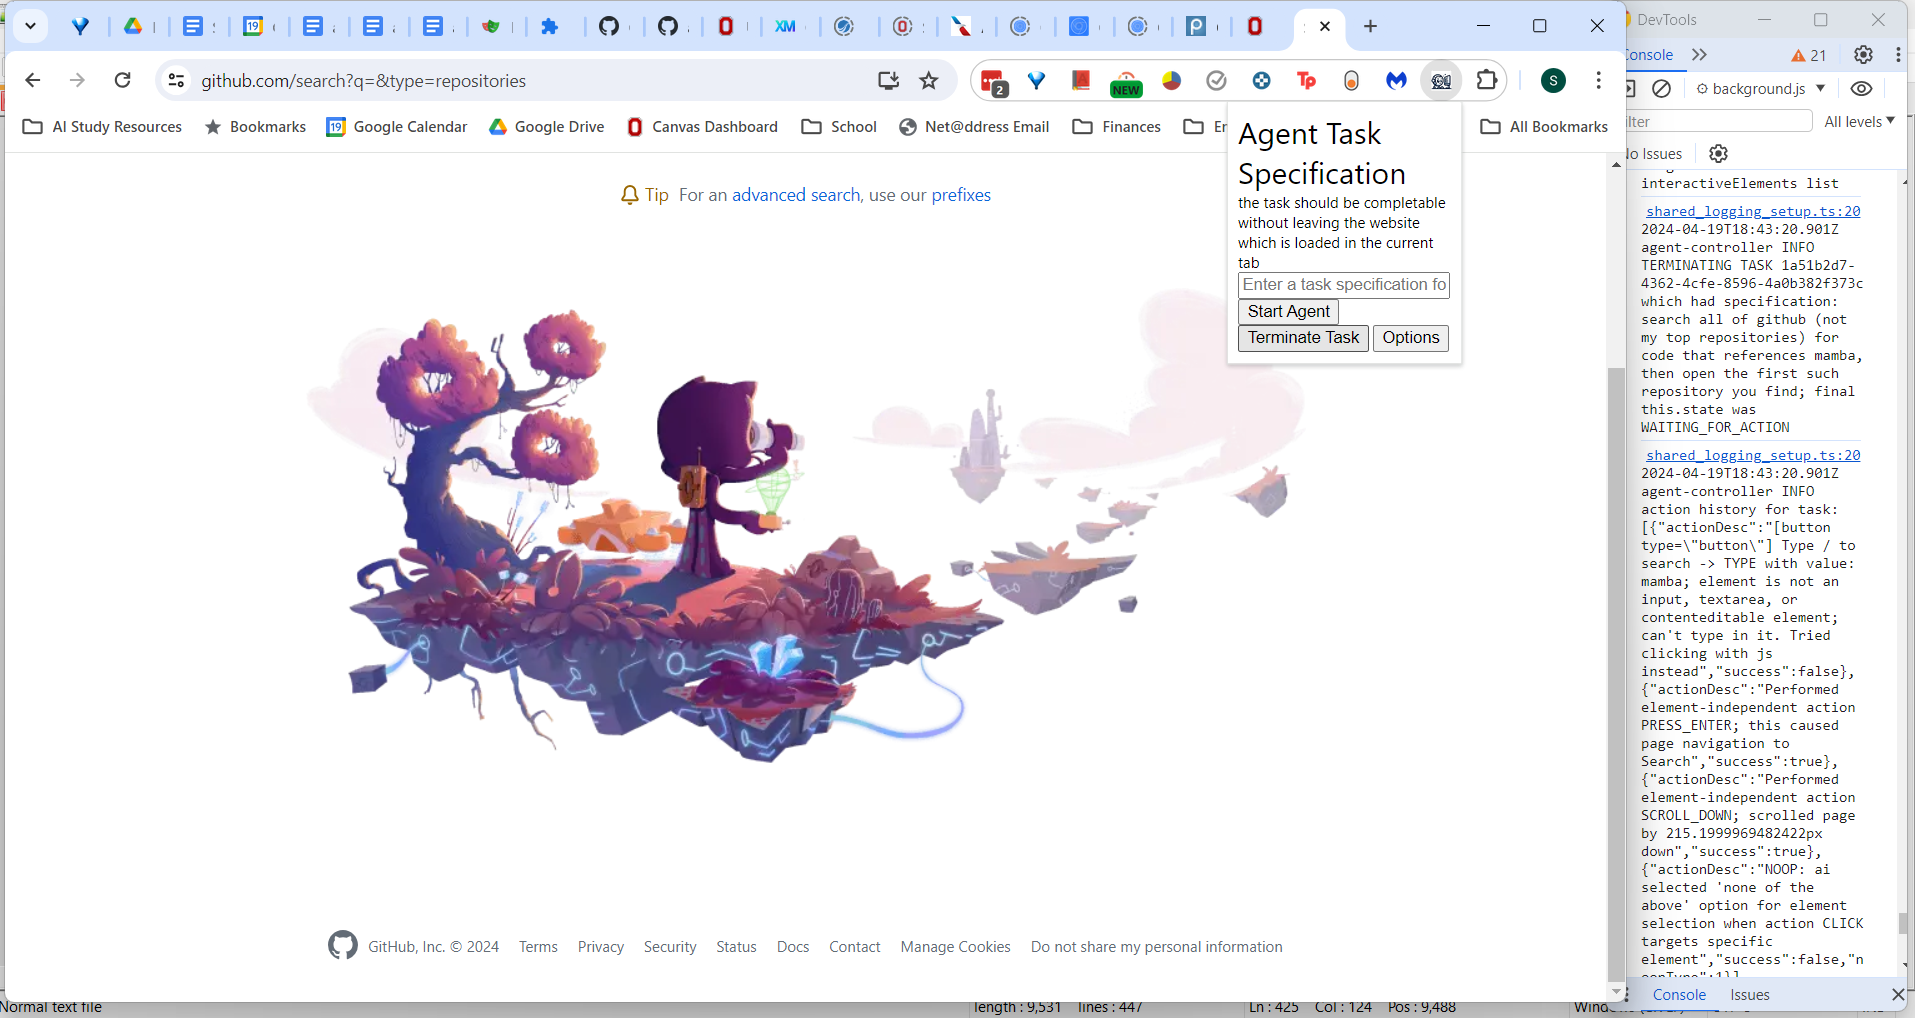 DevTools
github.com/search?q=&type=repositories
2
NEW
S
Console
21
background.js
AI Study Resources
Bookmarks
19
Google Calendar
Google Drive
Canvas Dashboard
School
Net@ddress Email
Finances
All Bookmarks
All levels
No Issues
Agent Task
Specification
the task should be completable
without leaving the website
which is loaded in the current
tab
Enter a task specification fo
Start Agent
Terminate Task
Options
Tip For an advanced search, use our prefixes
interactiveElements list
shared_logging_setup.ts:20
2024-04-19T18:43:20.901Z
agent-controller INFO
TERMINATING TASK 1a51b2d7-
4362-4cfe-8596-4a0b382f373c
which had specification:
search all of github (not
my top repositories) for
code that references mamba,
then open the first such
repository you find; final
this.state was
WAITING_FOR_ACTION
shared_logging_setup.ts:20
2024-04-19T18:43:20.901Z
agent-controller INFO
action history for task:
[{"actionDesc":"[button
type=\"button\"] Type / to
search -> TYPE with value:
mamba; element is not an
input, textarea, or
contenteditable element;
can't type in it. Tried
clicking with js
instead","success":false},
{"actionDesc":"Performed
element-independent action
PRESS_ENTER; this caused
page navigation to
Search","success":true},
{"actionDesc":"Performed
element-independent action
SCROLL_DOWN; scrolled page
by 215.1999969482422px
down","success":true},
{"actionDesc":"NOOP: ai
selected 'none of the
above' option for element
selection when action CLICK
targets specific
element","success":false,"n
oopType":1}]
GitHub, Inc. © 2024
Terms
Privacy
Security
Status
Docs
Contact
Manage Cookies
Do not share my personal information
Console
Issues
Normal text file
length : 9,531 lines : 447
Ln : 425 Col : 124 Pos : 9,488